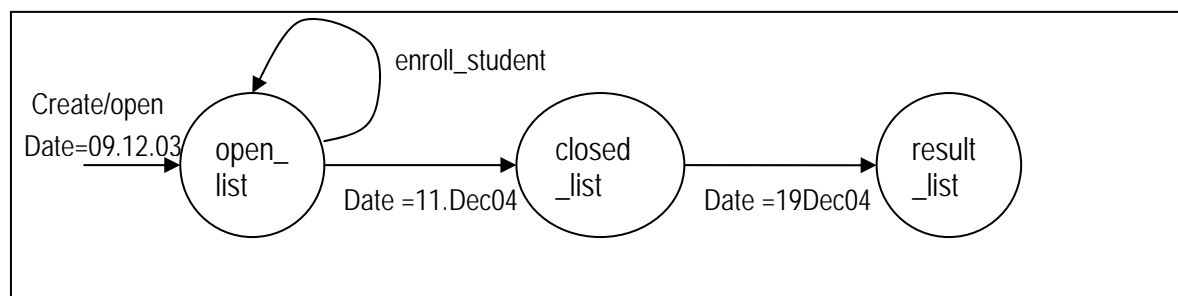 enroll_student
Create/open
Date=09.12.03
open_
list
Date =11.Dec04
closed
_list
Date =19Dec04
result
_list